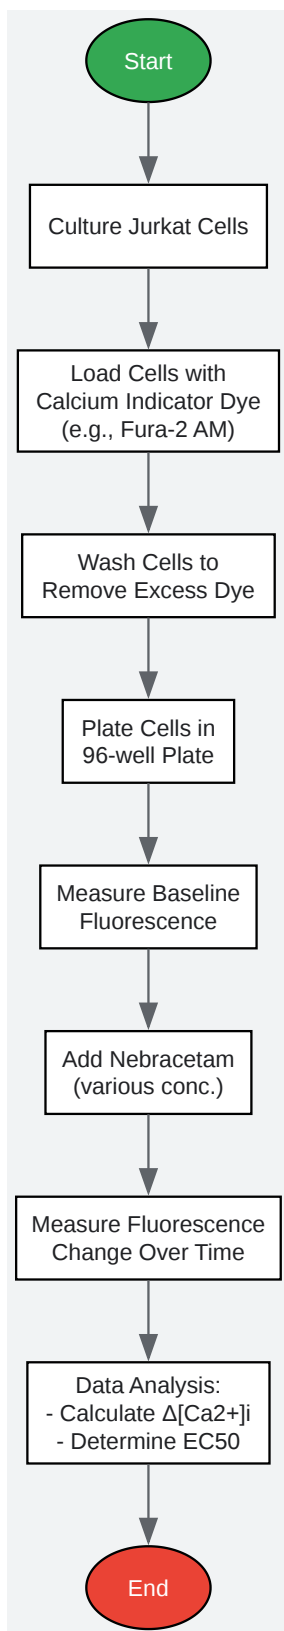 Start
Culture Jurkat Cells
Load Cells with
Calcium Indicator Dye
(e.g., Fura-2 AM)
Wash Cells to
Remove Excess Dye
Plate Cells in
96-well Plate
Measure Baseline
Fluorescence
Add Nebracetam
(various conc.)
Measure Fluorescence
Change Over Time
Data Analysis:
- Calculate Δ[Ca2+]i
- Determine EC50
End